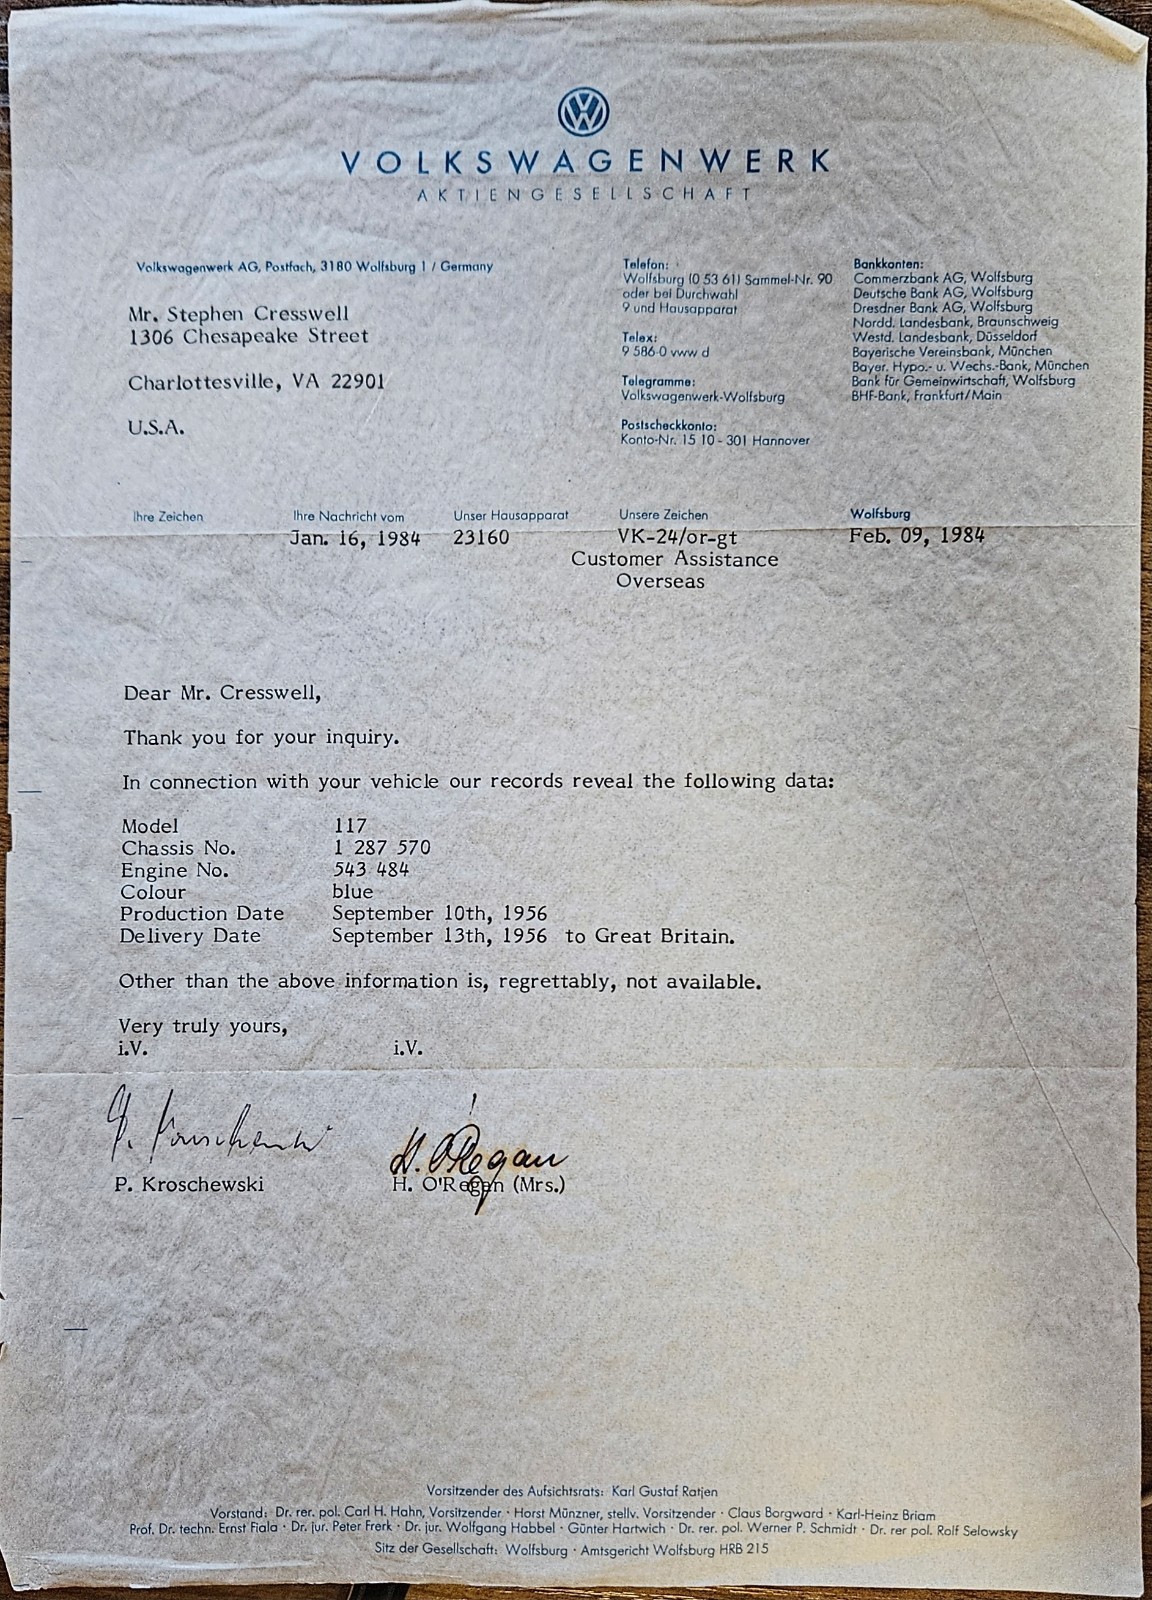 VOLKSWAGENWERK
AKTIENGESELLSCHAFT
Volkswagenwerk AG, Postfach, 3180 Wolfsburg 1 / Germany
Mr. Stephen Cresswell
1306 Chesapeake Street
Charlottesville, VA 22901
U.S.A.
Telefon:
Wolfsburg (0 53 61) Sammel-Nr. 90
oder bei Durchwahl
9 und Hausapparat
Telex:
9 586-0 vww d
Telegramme:
Volkswagenwerk-Wolfsburg
Postscheckkonto:
Konto-Nr. 15 10 - 301 Hannover
Bankkonten:
Commerzbank AG, Wolfsburg
Deutsche Bank AG, Wolfsburg
Dresdner Bank AG, Wolfsburg
Nordd. Landesbank, Braunschweig
Westd. Landesbank, Düsseldorf
Bayerische Vereinsbank, München
Bayer. Hypo.- u. Wechs.-Bank, München
Bank für Gemeinwirtschaft, Wolfsburg
BHF-Bank, Frankfurt/Main
Ihre Zeichen Ihre Nachricht vom Unser Hausapparat Unsere Zeichen Wolfsburg
Jan. 16, 1984 23160 VK-24/or-gt Feb. 09, 1984
Customer Assistance
Overseas
Dear Mr. Cresswell,
Thank you for your inquiry.
In connection with your vehicle our records reveal the following data:
Model 117
Chassis No. 1 287 570
Engine No. 543 484
Colour blue
Production Date September 10th, 1956
Delivery Date September 13th, 1956 to Great Britain.
Other than the above information is, regrettably, not available.
Very truly yours,
i.V. i.V.
P. Kroschewski H. O'Regan
P. Kroschewski H. O'Regan (Mrs.)
Vorsitzender des Aufsichtsrats: Karl Gustaf Ratjen
Vorstand: Dr. rer. pol. Carl H. Hahn, Vorsitzender · Horst Münzner, stellv. Vorsitzender · Claus Borgward · Karl-Heinz Briam
Prof. Dr. techn. Ernst Fiala · Dr. jur. Peter Frerk · Dr. jur. Wolfgang Habbel · Günter Hartwich · Dr. rer. pol. Werner P. Schmidt · Dr. rer pol. Rolf Selowsky
Sitz der Gesellschaft: Wolfsburg · Amtsgericht Wolfsburg HRB 215